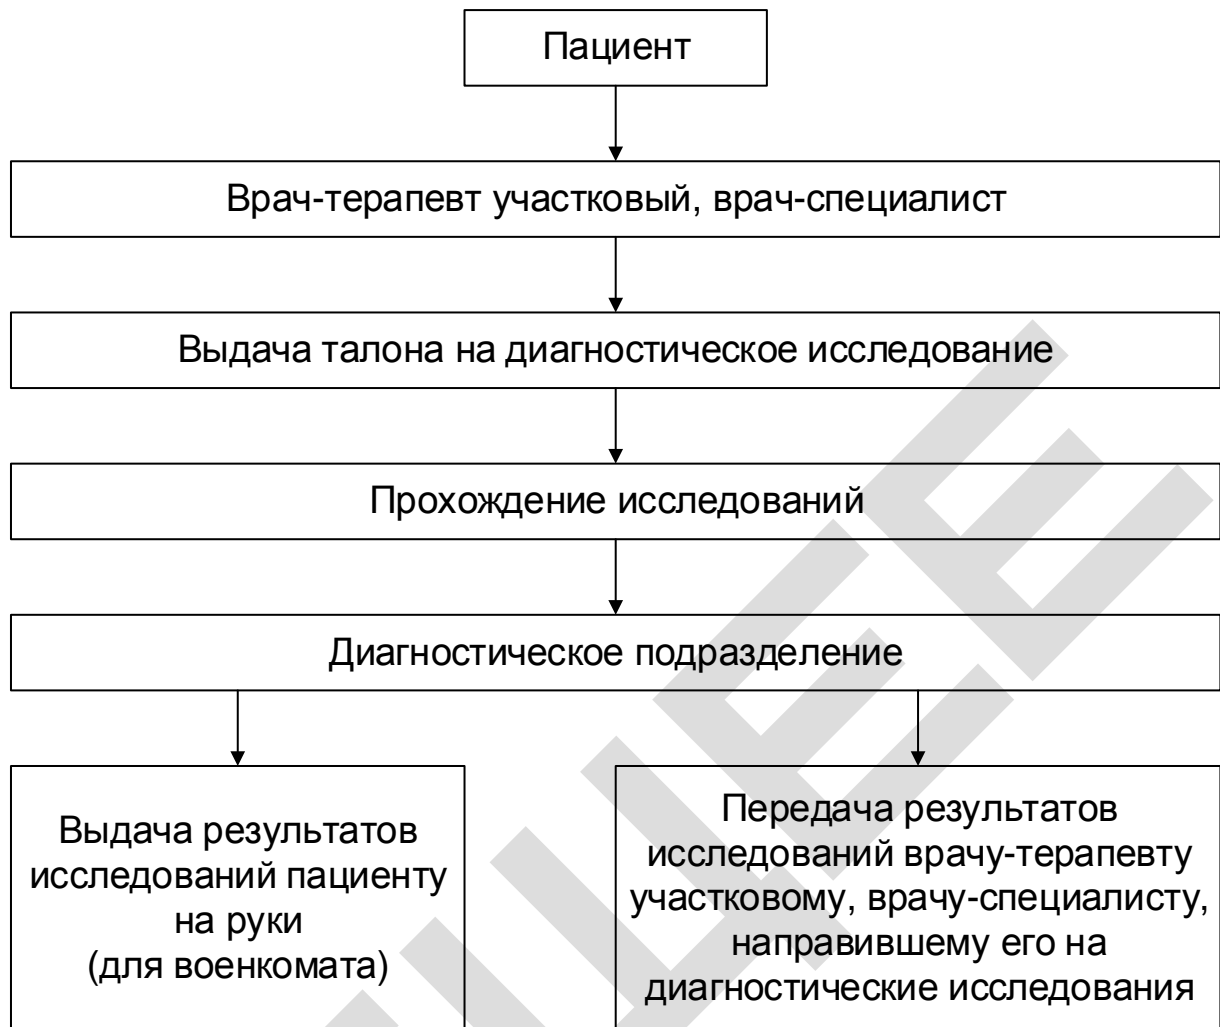 Пациент
Врач-терапевт участковый, врач-специалист
Выдача талона на диагностическое исследование
Прохождение исследований
Диагностическое подразделение
Выдача результатов
исследований пациенту
на руки
(для военкомата)
Передача результатов
исследований врачу-терапевту
участковому, врачу-специалисту,
направившему его на
диагностические исследования